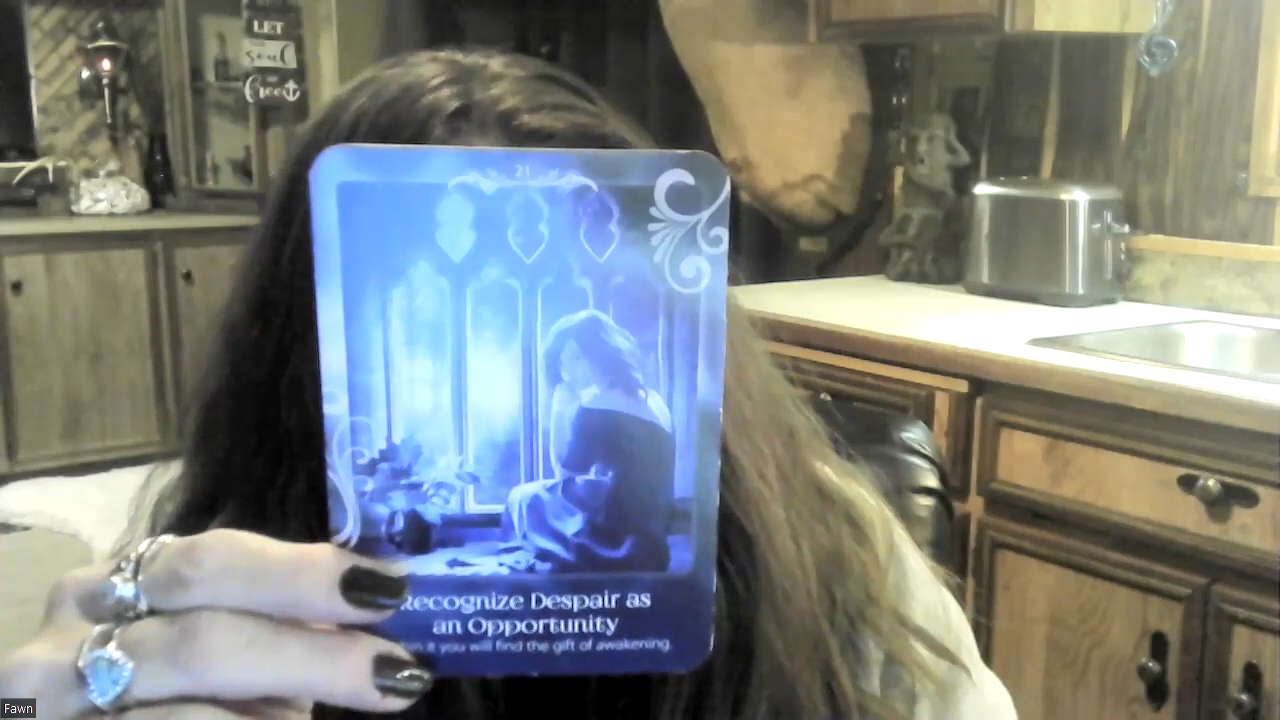 LET
soul
21
Recognize Despair as
an Opportunity
it you will find the gift of awakening.
Fawn